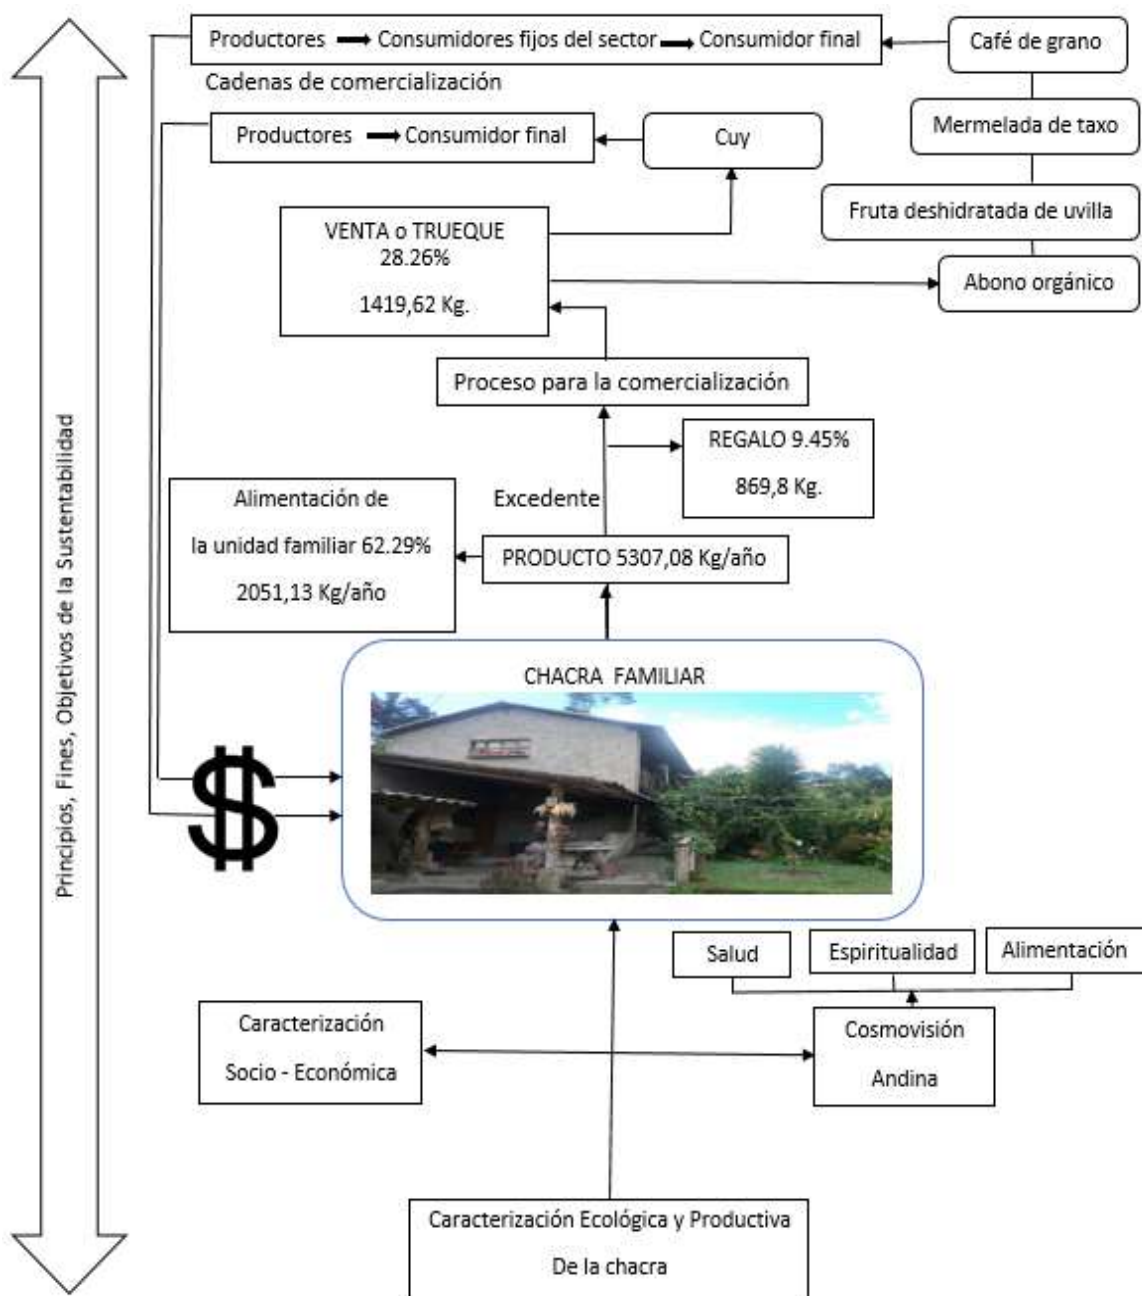 Productores → Consumidores fijos del sector → Consumidor final
Café de grano
Cadenas de comercialización
Mermelada de taxo
Productores → Consumidor final
Cuy
Fruta deshidratada de uvilla
VENTA o TRUEQUE
28.26%
1419,62 Kg.
Abono orgánico
Proceso para la comercialización
REGALO 9.45%
869,8 Kg.
Excedente
Alimentación de
la unidad familiar 62.29%
2051,13 Kg/año
PRODUCTO 5307,08 Kg/año
Principios, Fines, Objetivos de la Sustentabilidad
CHACRA FAMILIAR
$
Salud
Espiritualidad
Alimentación
Caracterización
Socio - Económica
Cosmovisión
Andina
Caracterización Ecológica y Productiva
De la chacra